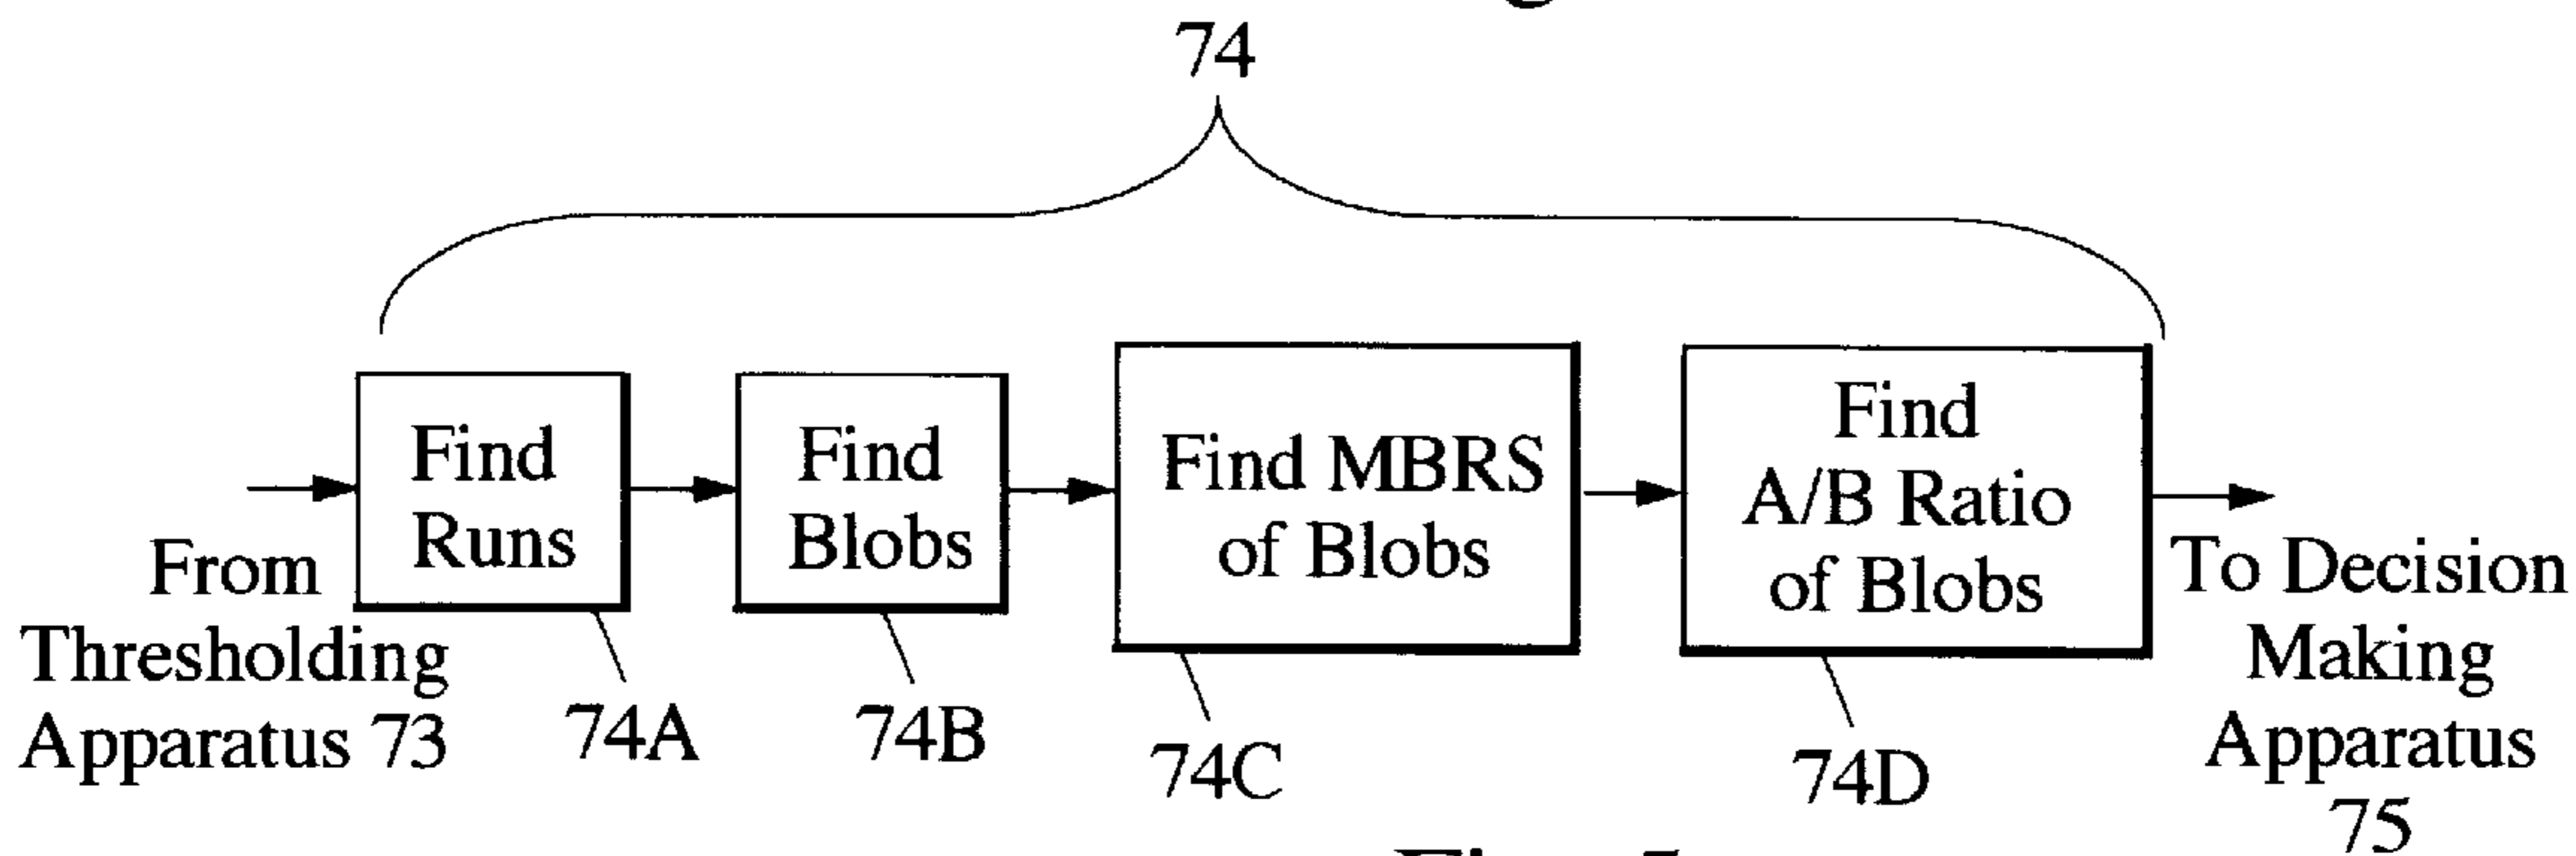 74
Find
Runs
Find
Blobs
Find MBRS
of Blobs
Find
A/B Ratio
of Blobs
From
Thresholding
Apparatus 73
To Decision
Making
Apparatus
75
74A
74B
74C
74D